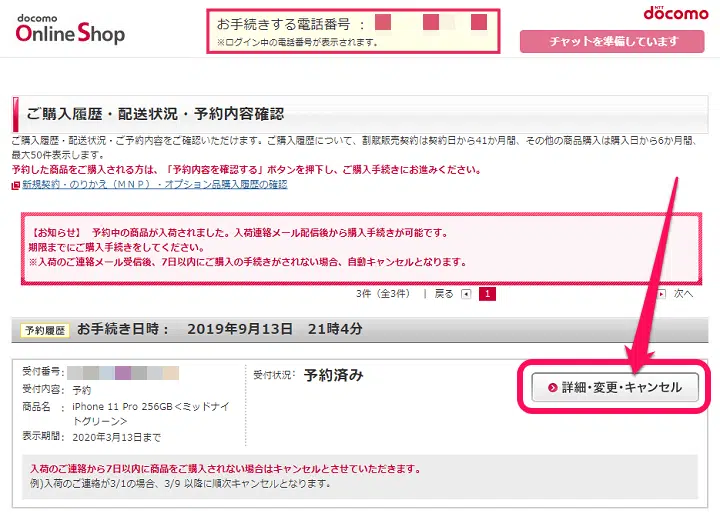 docomo
Online Shop
お手続きする電話番号 :
※ログイン中の電話番号が表示されます。
NTT
docomo
チャットを準備しています
ご購入履歴・配送状況・予約内容確認
ご購入履歴・配送状況・ご予約内容をご確認いただけます。ご購入履歴について、割賦販売契約は契約日から41か月間、その他の商品購入は購入日から6か月間、
最大50件表示します。
予約した商品をご購入される方は、「予約内容を確認する」ボタンを押下し、ご購入手続きにお進みください。
新規契約・のりかえ（ＭＮＰ）・オプション品購入履歴の確認
【お知らせ】 予約中の商品が入荷されました。入荷連絡メール配信後から購入手続きが可能です。
期限までにご購入手続きをしてください。
※入荷のご連絡メール受信後、7日以内にご購入の手続きがされない場合、自動キャンセルとなります。
3件（全3件） | 戻る 1 次へ
予約履歴 お手続き日時： 2019年9月13日 21時4分
受付番号:
受付内容: 予約
商品名 : iPhone 11 Pro 256GB＜ミッドナイ
トグリーン＞
表示期間: 2020年3月13日まで
受付状況: 予約済み
詳細・変更・キャンセル
入荷のご連絡から7日以内に商品をご購入されない場合はキャンセルとさせていただきます。
例)入荷のご連絡が3/1の場合、3/9 以降に順次キャンセルとなります。